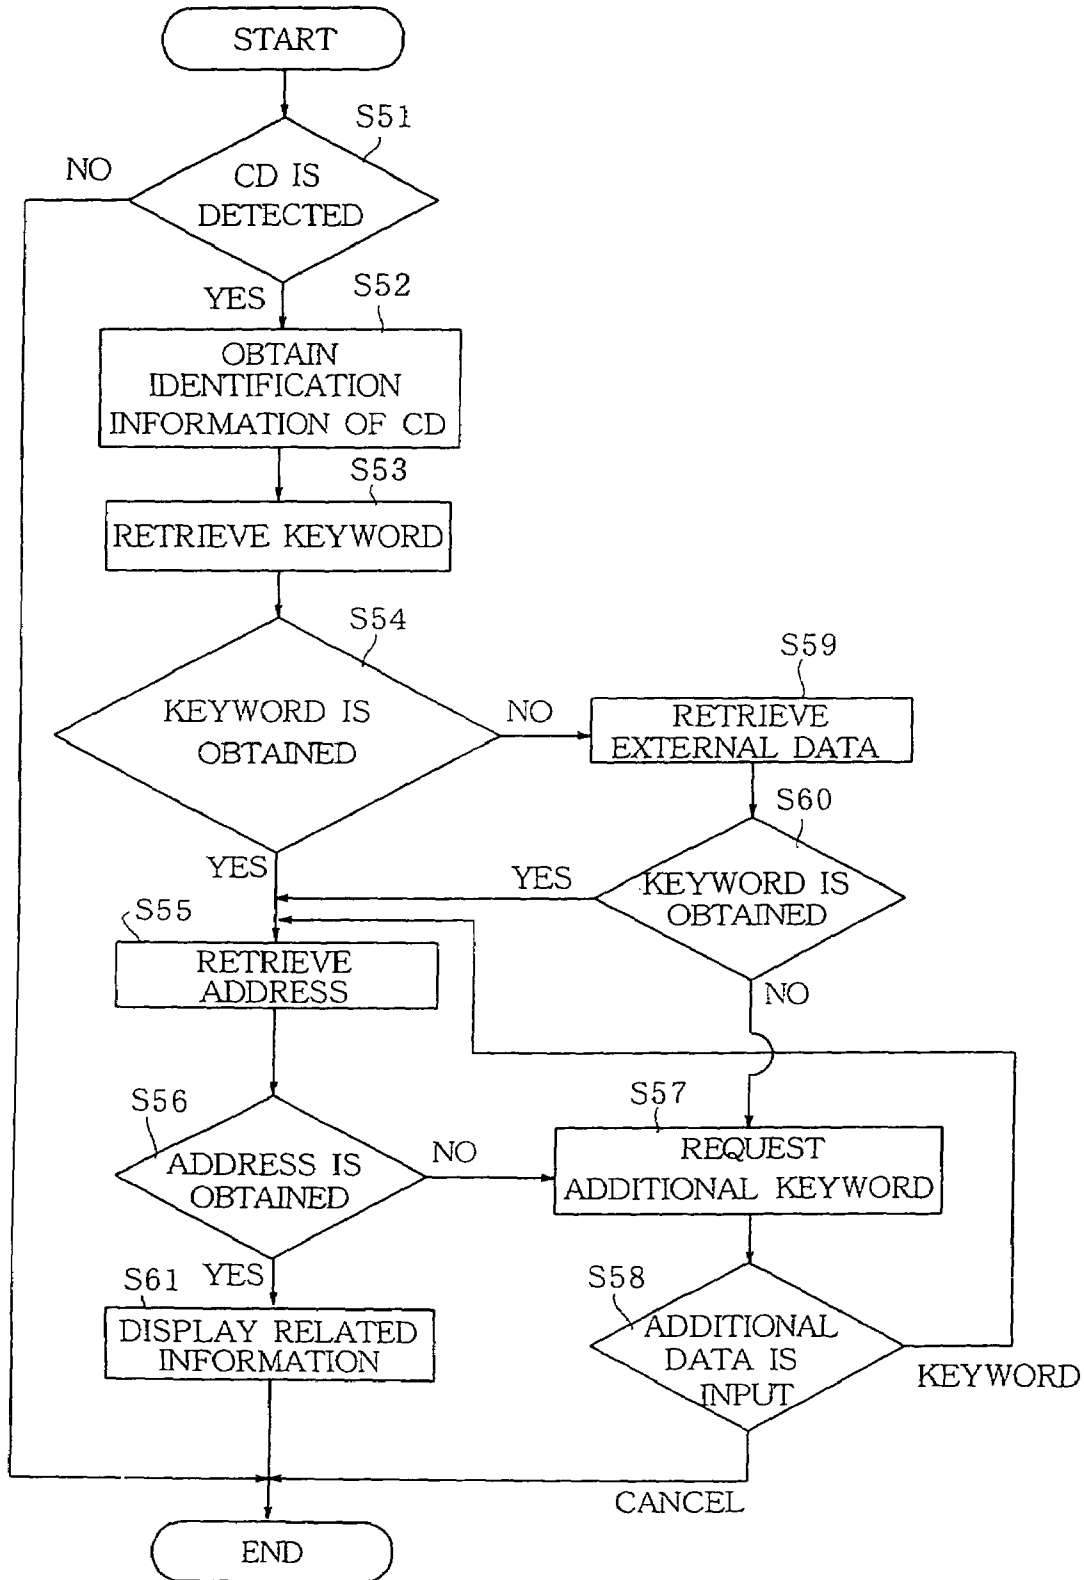 START
S51
NO
CD IS
DETECTED
YES
S52
OBTAIN
IDENTIFICATION
INFORMATION OF CD
S53
RETRIEVE KEYWORD
S54
KEYWORD IS
OBTAINED
NO
S59
RETRIEVE
EXTERNAL DATA
S60
KEYWORD IS
OBTAINED
YES
YES
NO
S55
RETRIEVE
ADDRESS
S56
ADDRESS IS
OBTAINED
NO
S57
REQUEST
ADDITIONAL KEYWORD
YES
S61
DISPLAY RELATED
INFORMATION
S58
ADDITIONAL
DATA IS
INPUT
KEYWORD
CANCEL
END